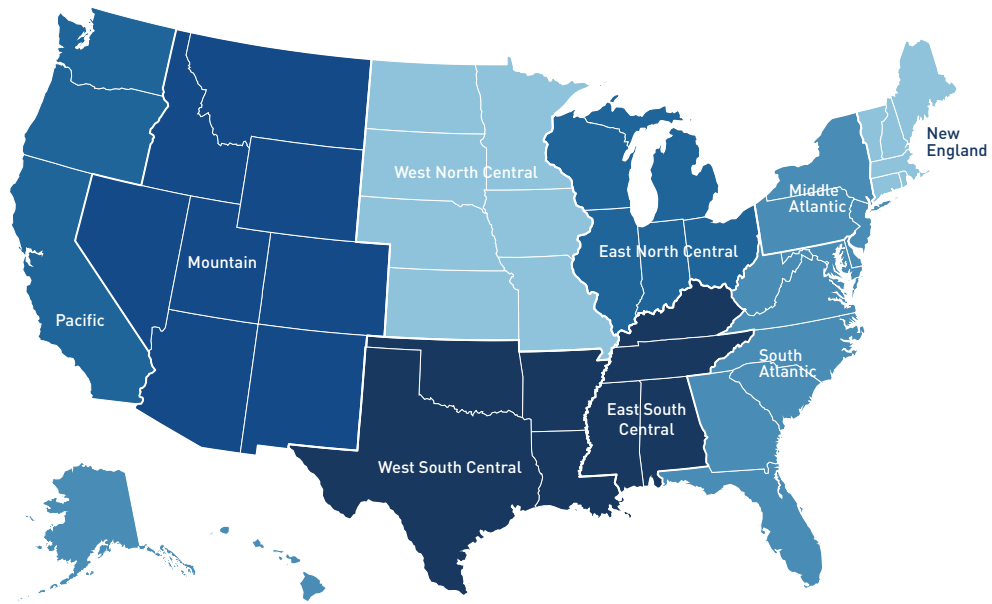 New
England
West North Central
Middle
Atlantic
East North Central
Mountain
Pacific
South
Atlantic
East South
Central
West South Central